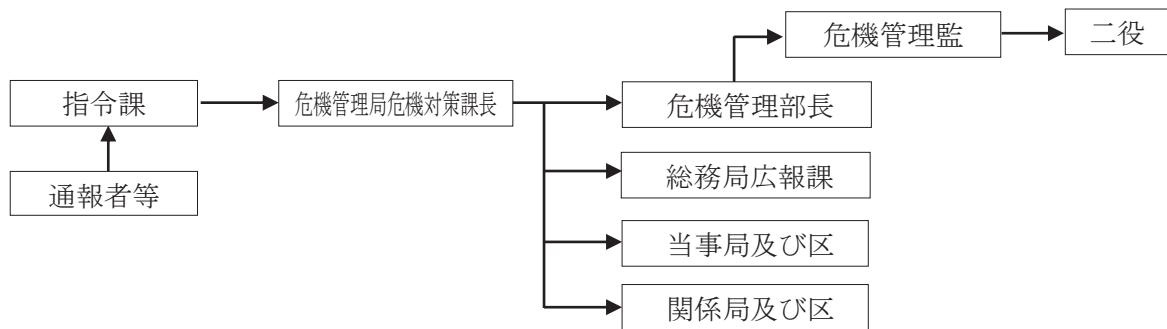 危機管理監
二役
指令課
危機管理局危機対策課長
危機管理部長
通報者等
総務局広報課
当事局及び区
関係局及び区